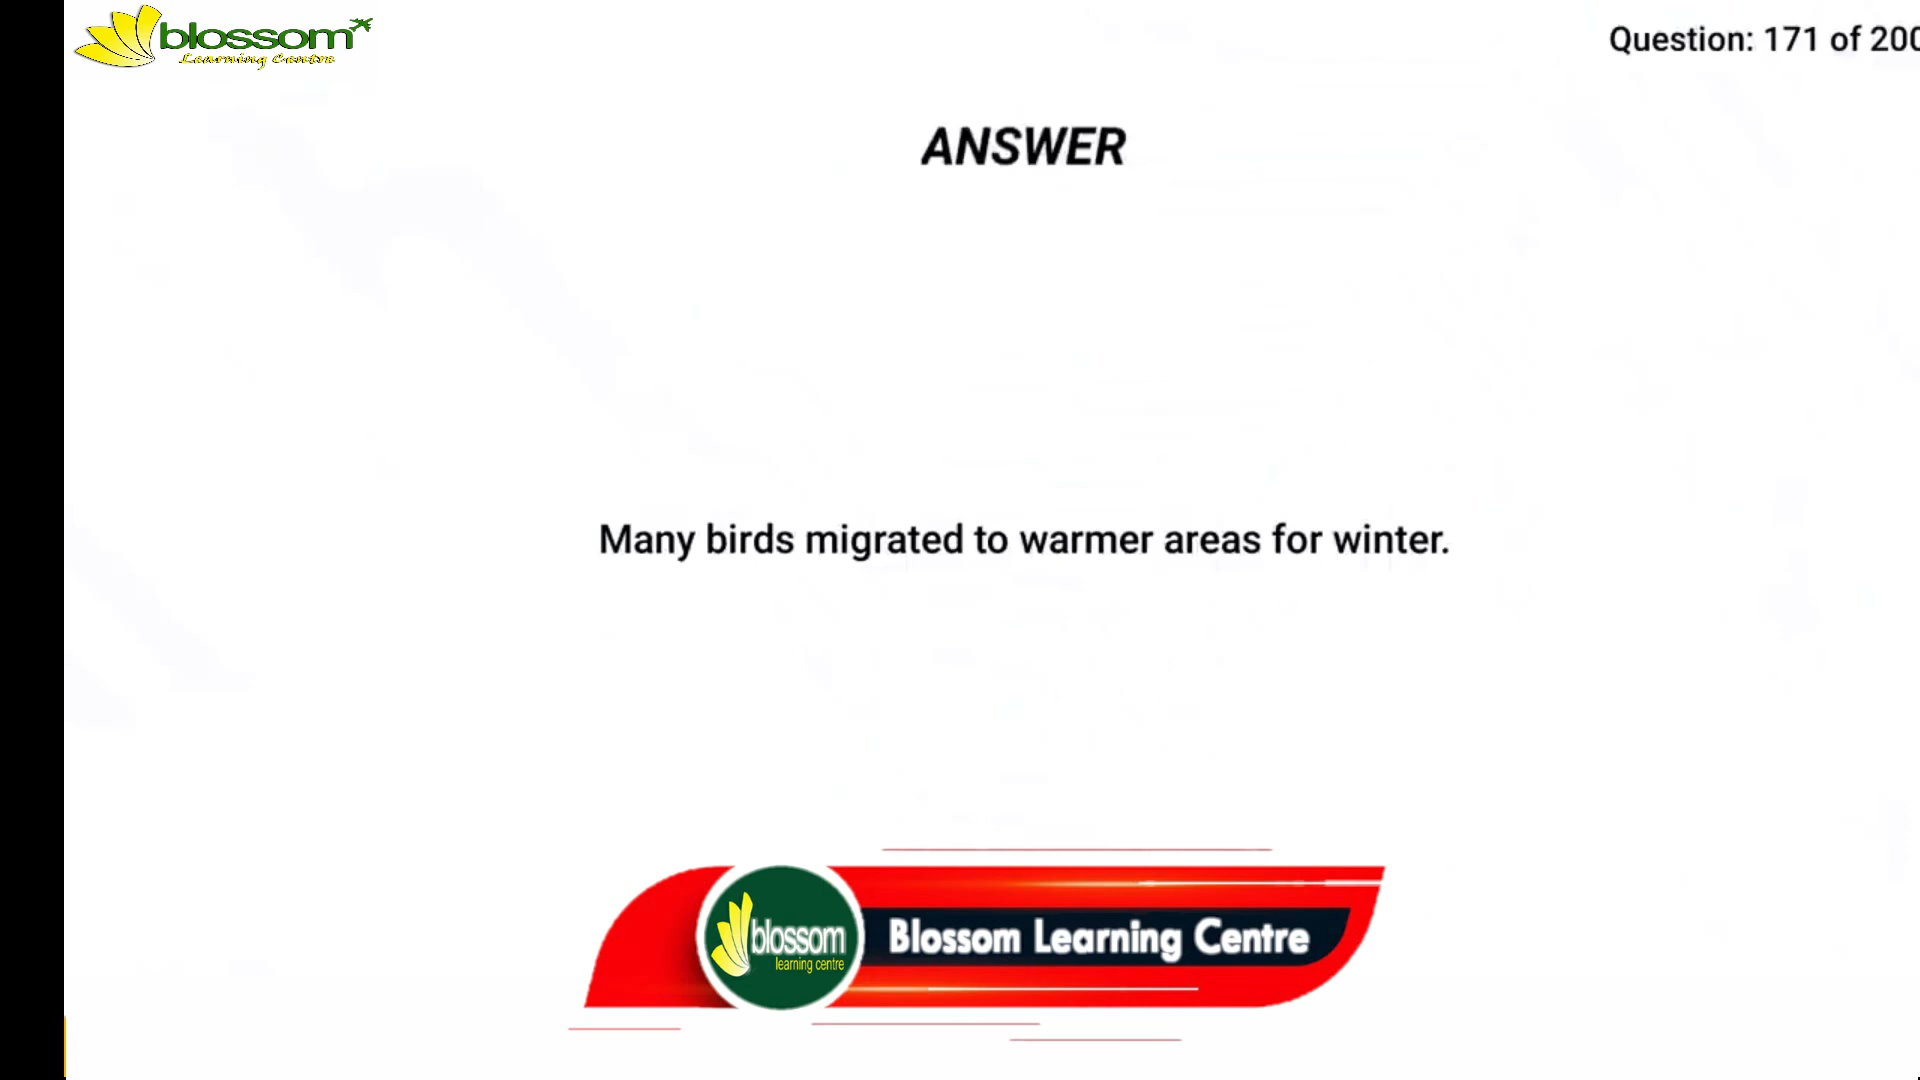 blossom
Learning Centre
Question: 171 of 200
ANSWER
Many birds migrated to warmer areas for winter.
blossom
learning centre
Blossom Learning Centre